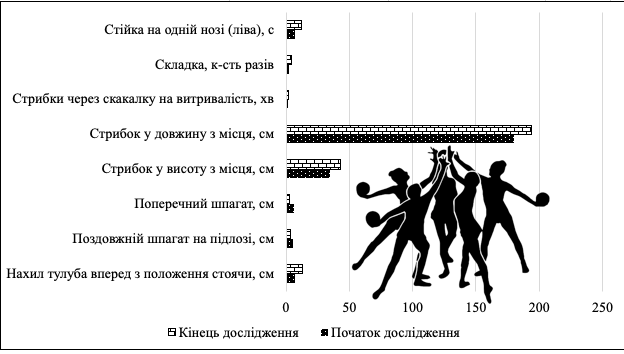 Стійка на одній нозі (ліва), с
Складка, к-сть разів
Стрибки через скакалку на витривалість, хв
Стрибок у довжину з місця, см
Стрибок у висоту з місця, см
Поперечний шпагат, см
Поздовжній шпагат на підлозі, см
Нахил тулуба вперед з положення стоячи, см
0 50 100 150 200 250
Кінець дослідження Початок дослідження